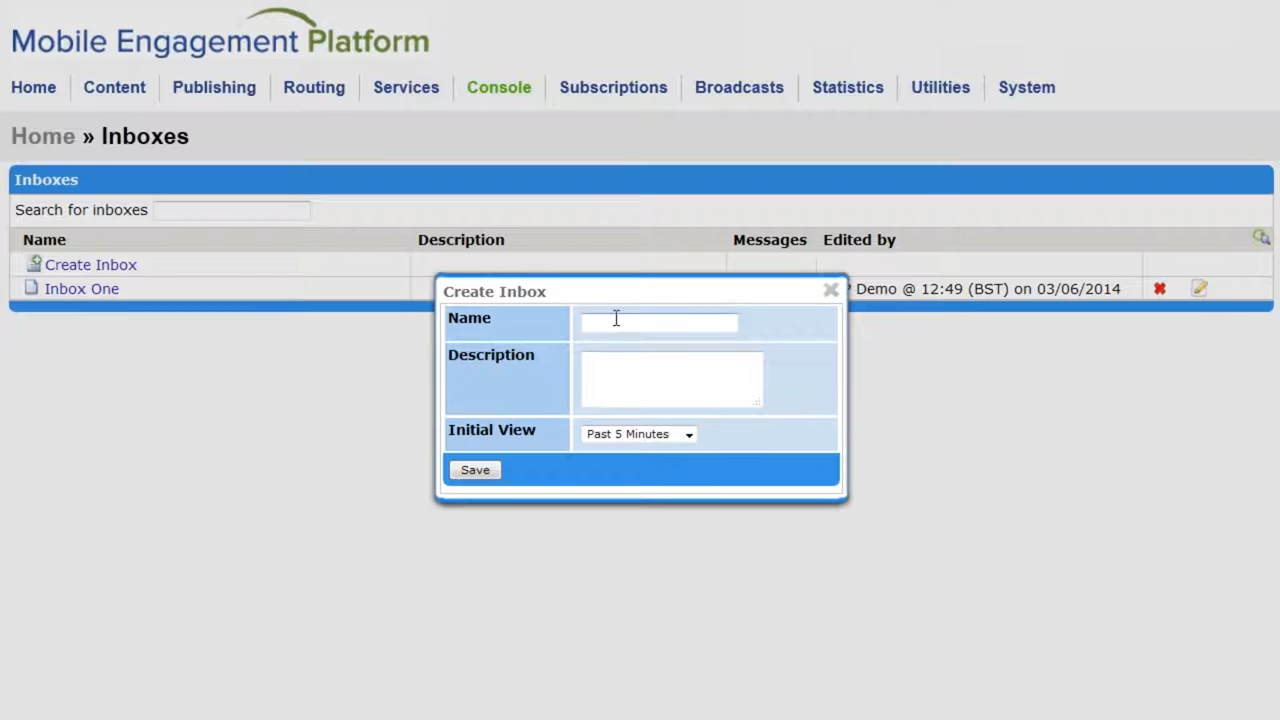 Mobile Engagement Platform
Home Content Publishing Routing Services Console Subscriptions Broadcasts Statistics Utilities System
Home » Inboxes
Inboxes
Search for inboxes
Name Description Messages Edited by
Create Inbox
Inbox One Demo @ 12:49 (BST) on 03/06/2014
Create Inbox
Name
Description
Initial View Past 5 Minutes
Save